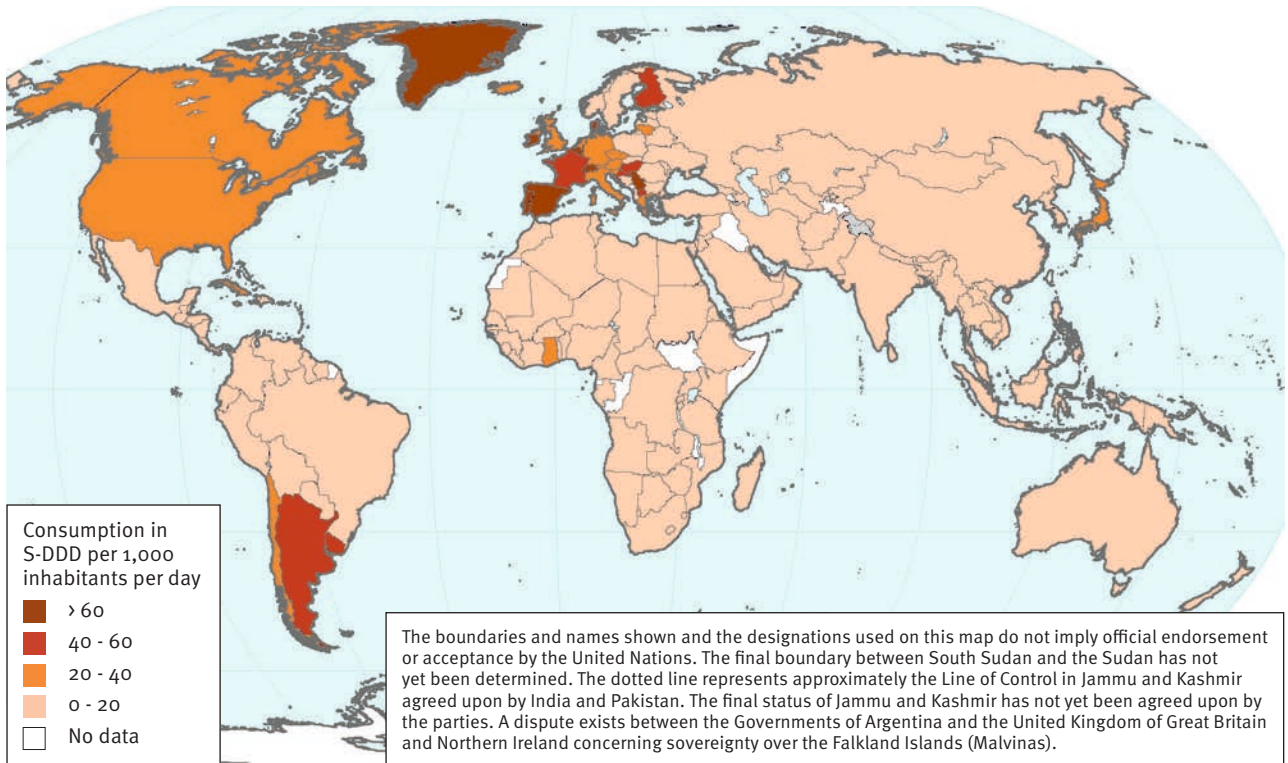 Consumption in
S-DDD per 1,000
inhabitants per day
> 60
40 - 60
20 - 40
0 - 20
No data
The boundaries and names shown and the designations used on this map do not imply official endorsement
or acceptance by the United Nations. The final boundary between South Sudan and the Sudan has not
yet been determined. The dotted line represents approximately the Line of Control in Jammu and Kashmir
agreed upon by India and Pakistan. The final status of Jammu and Kashmir has not yet been agreed upon by
the parties. A dispute exists between the Governments of Argentina and the United Kingdom of Great Britain
and Northern Ireland concerning sovereignty over the Falkland Islands (Malvinas).